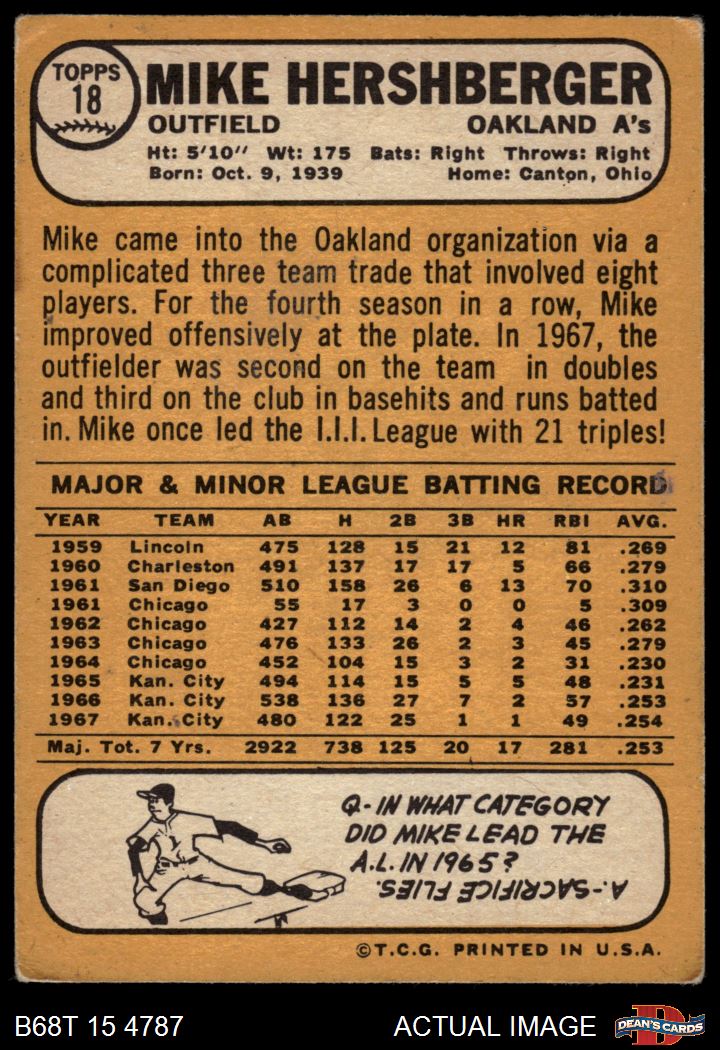 TOPPS
18
MIKE HERSHBERGER
OUTFIELD OAKLAND A's
Ht: 5'10" Wt: 175 Bats: Right Throws: Right
Born: Oct. 9, 1939 Home: Canton, Ohio
Mike came into the Oakland organization via a
complicated three team trade that involved eight
players. For the fourth season in a row, Mike
improved offensively at the plate. In 1967, the
outfielder was second on the team in doubles
and third on the club in basehits and runs batted
in. Mike once led the I.I.I. League with 21 triples!
MAJOR & MINOR LEAGUE BATTING RECORD
YEAR TEAM AB H 2B 3B HR RBI AVG.
1959 Lincoln 475 128 15 21 12 81 .269
1960 Charleston 491 137 17 17 5 66 .279
1961 San Diego 510 158 26 6 13 70 .310
1961 Chicago 55 17 3 0 0 5 .309
1962 Chicago 427 112 14 2 4 46 .262
1963 Chicago 476 133 26 2 3 45 .279
1964 Chicago 452 104 15 3 2 31 .230
1965 Kan. City 494 114 15 5 5 48 .231
1966 Kan. City 538 136 27 7 2 57 .253
1967 Kan. City 480 122 25 1 1 49 .254
Maj. Tot. 7 Yrs. 2922 738 125 20 17 281 .253
Q- IN WHAT CATEGORY
DID MIKE LEAD THE
A.L. IN 1965?
A-SACRIFICE FLIES.
©T.C.G. PRINTED IN U.S.A.
B68T 15 4787 ACTUAL IMAGE DEAN'S CARDS